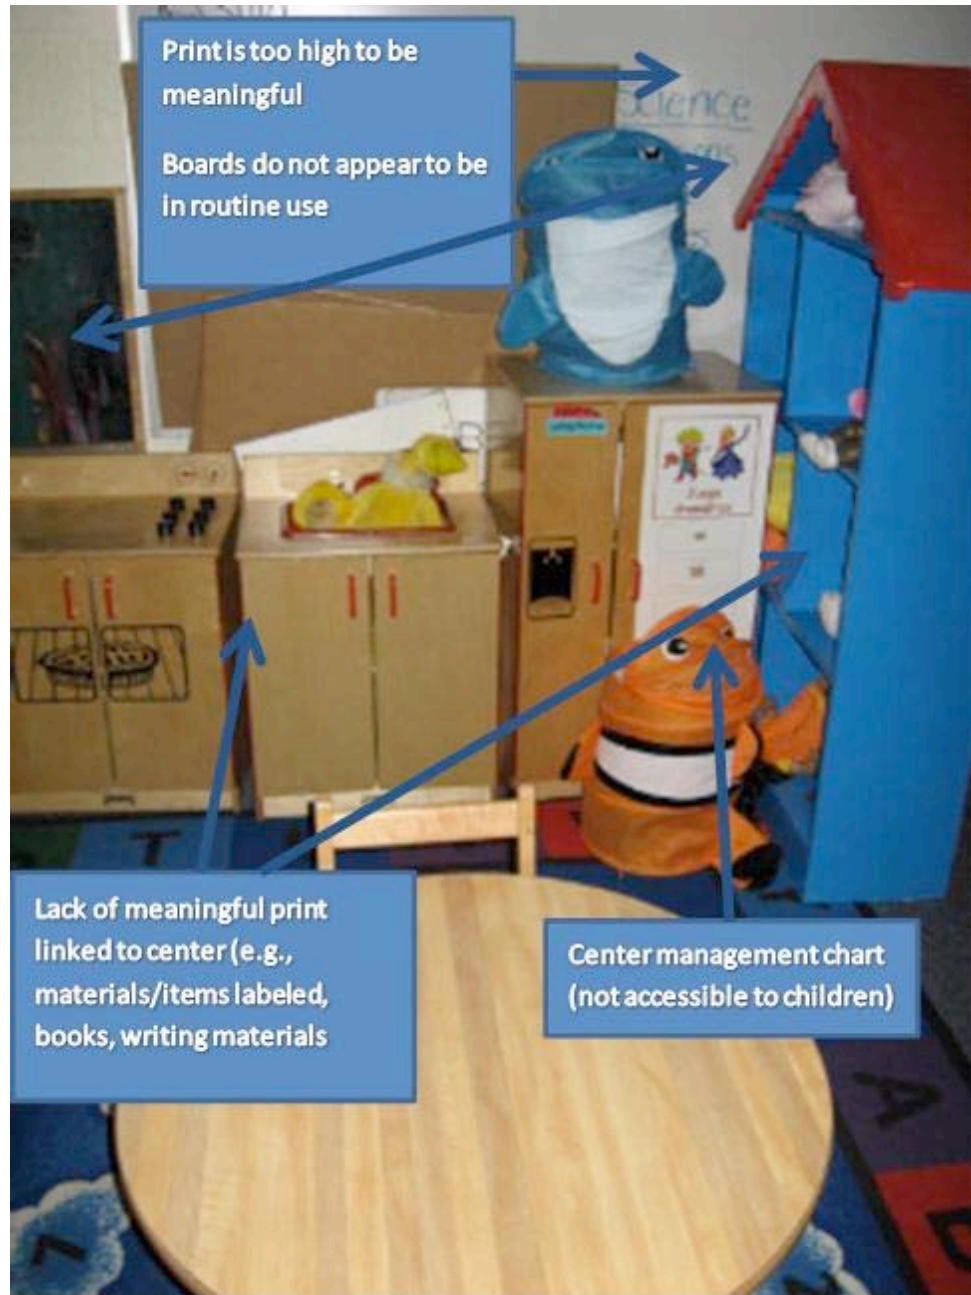 Print is too high to be
meaningful
Boards do not appear to be
in routine use
Science
Lack of meaningful print
linked to center (e.g.,
materials/items labeled,
books, writing materials
Center management chart
(not accessible to children)
T
A